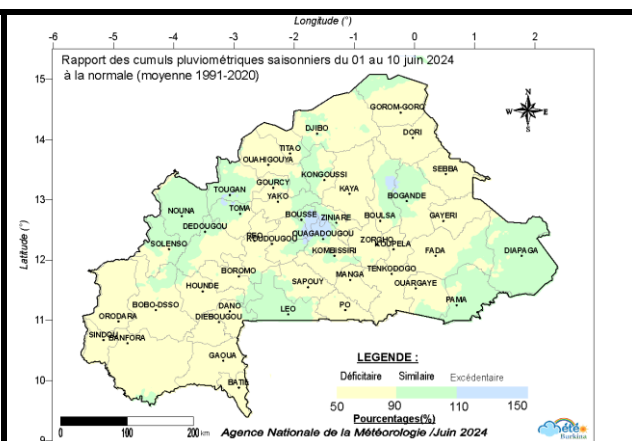 Longitude (°)
-6 -5 -4 -3 -2 -1 0 1 2
Rapport des cumuls pluviométriques saisonniers du 01 au 10 juin 2024
à la normale (moyenne 1991-2020)
15
GOROM-GORO
N
W E
S
14
DJIBO
DORI
TITAO
OUAHIGOUYA
KONGOUSSI
SEBBA
TOUGAN
GOURCY
YAKO
KAYA
BOGANDE
13
NOUNA
TOMA
BOUSSE
ZINIARE
BOULSA
GAYERI
DEDOUGOU
OUAGADOUGOU
SOLENSO
KOUDOUGOU
ZORGHO
KOUPELA
KOMBISSIRI
FADA
DIAPAGA
12
Latitude (°)
BOROMO
TENKODOGO
MANGA
HOUNDE
SAPOUY
OUARGAYE
BOBO-DSSO
DANO
LEO
PO
PAMA
ORODARA
DIEBOUGOU
11
SINDOU
BANFORA
GAOUA
LEGENDE :
Déficitaire Similaire Excédentaire
10
BATIE
50 90 110 150
Pourcentages(%)
9
0 100 200 km
Agence Nationale de la Météorologie /Juin 2024
Burkina